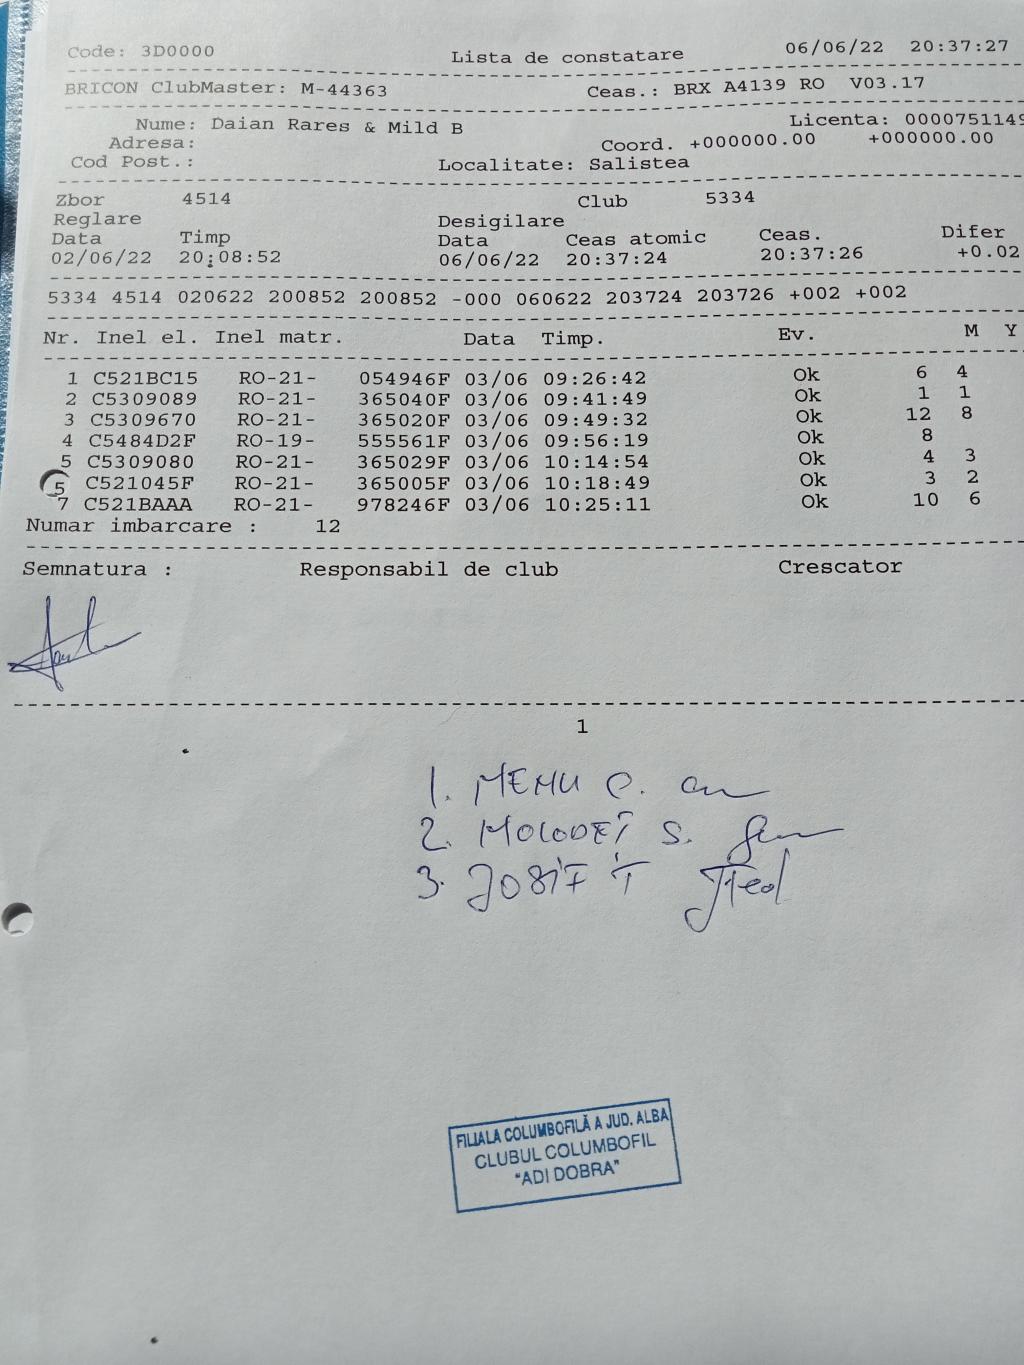 Code: 3D0000 Lista de constatare 06/06/22 20:37:27
BRICON ClubMaster: M-44363 Ceas.: BRX A4139 RO V03.17
Nume: Daian Rares & Mild B Licenta: 0000751149
Adresa: Coord. +000000.00 +000000.00
Cod Post.: Localitate: Salistea
Zbor 4514 Club 5334
Reglare Desigilare
Data Timp Data Ceas atomic Ceas. Difer
02/06/22 20:08:52 06/06/22 20:37:24 20:37:26 +0.02
5334 4514 020622 200852 200852 -000 060622 203724 203726 +002 +002
Nr. Inel el. Inel matr. Data Timp. Ev. M Y
1 C521BC15 RO-21- 054946F 03/06 09:26:42 Ok 6 4
2 C5309089 RO-21- 365040F 03/06 09:41:49 Ok 1 1
3 C5309670 RO-21- 365020F 03/06 09:49:32 Ok 12 8
4 C5484D2F RO-19- 555561F 03/06 09:56:19 Ok 8
5 C5309080 RO-21- 365029F 03/06 10:14:54 Ok 4 3
C521045F RO-21- 365005F 03/06 10:18:49 Ok 3 2
7 C521BAAA RO-21- 978246F 03/06 10:25:11 Ok 10 6
Numar imbarcare : 12
Semnatura : Responsabil de club Crescator
1
1. MEMU C.
2. MOLODEȚ S.
3. JOSIF T
FILIALA COLUMBOFILĂ A JUD. ALBA
CLUBUL COLUMBOFIL
"ADI DOBRA"